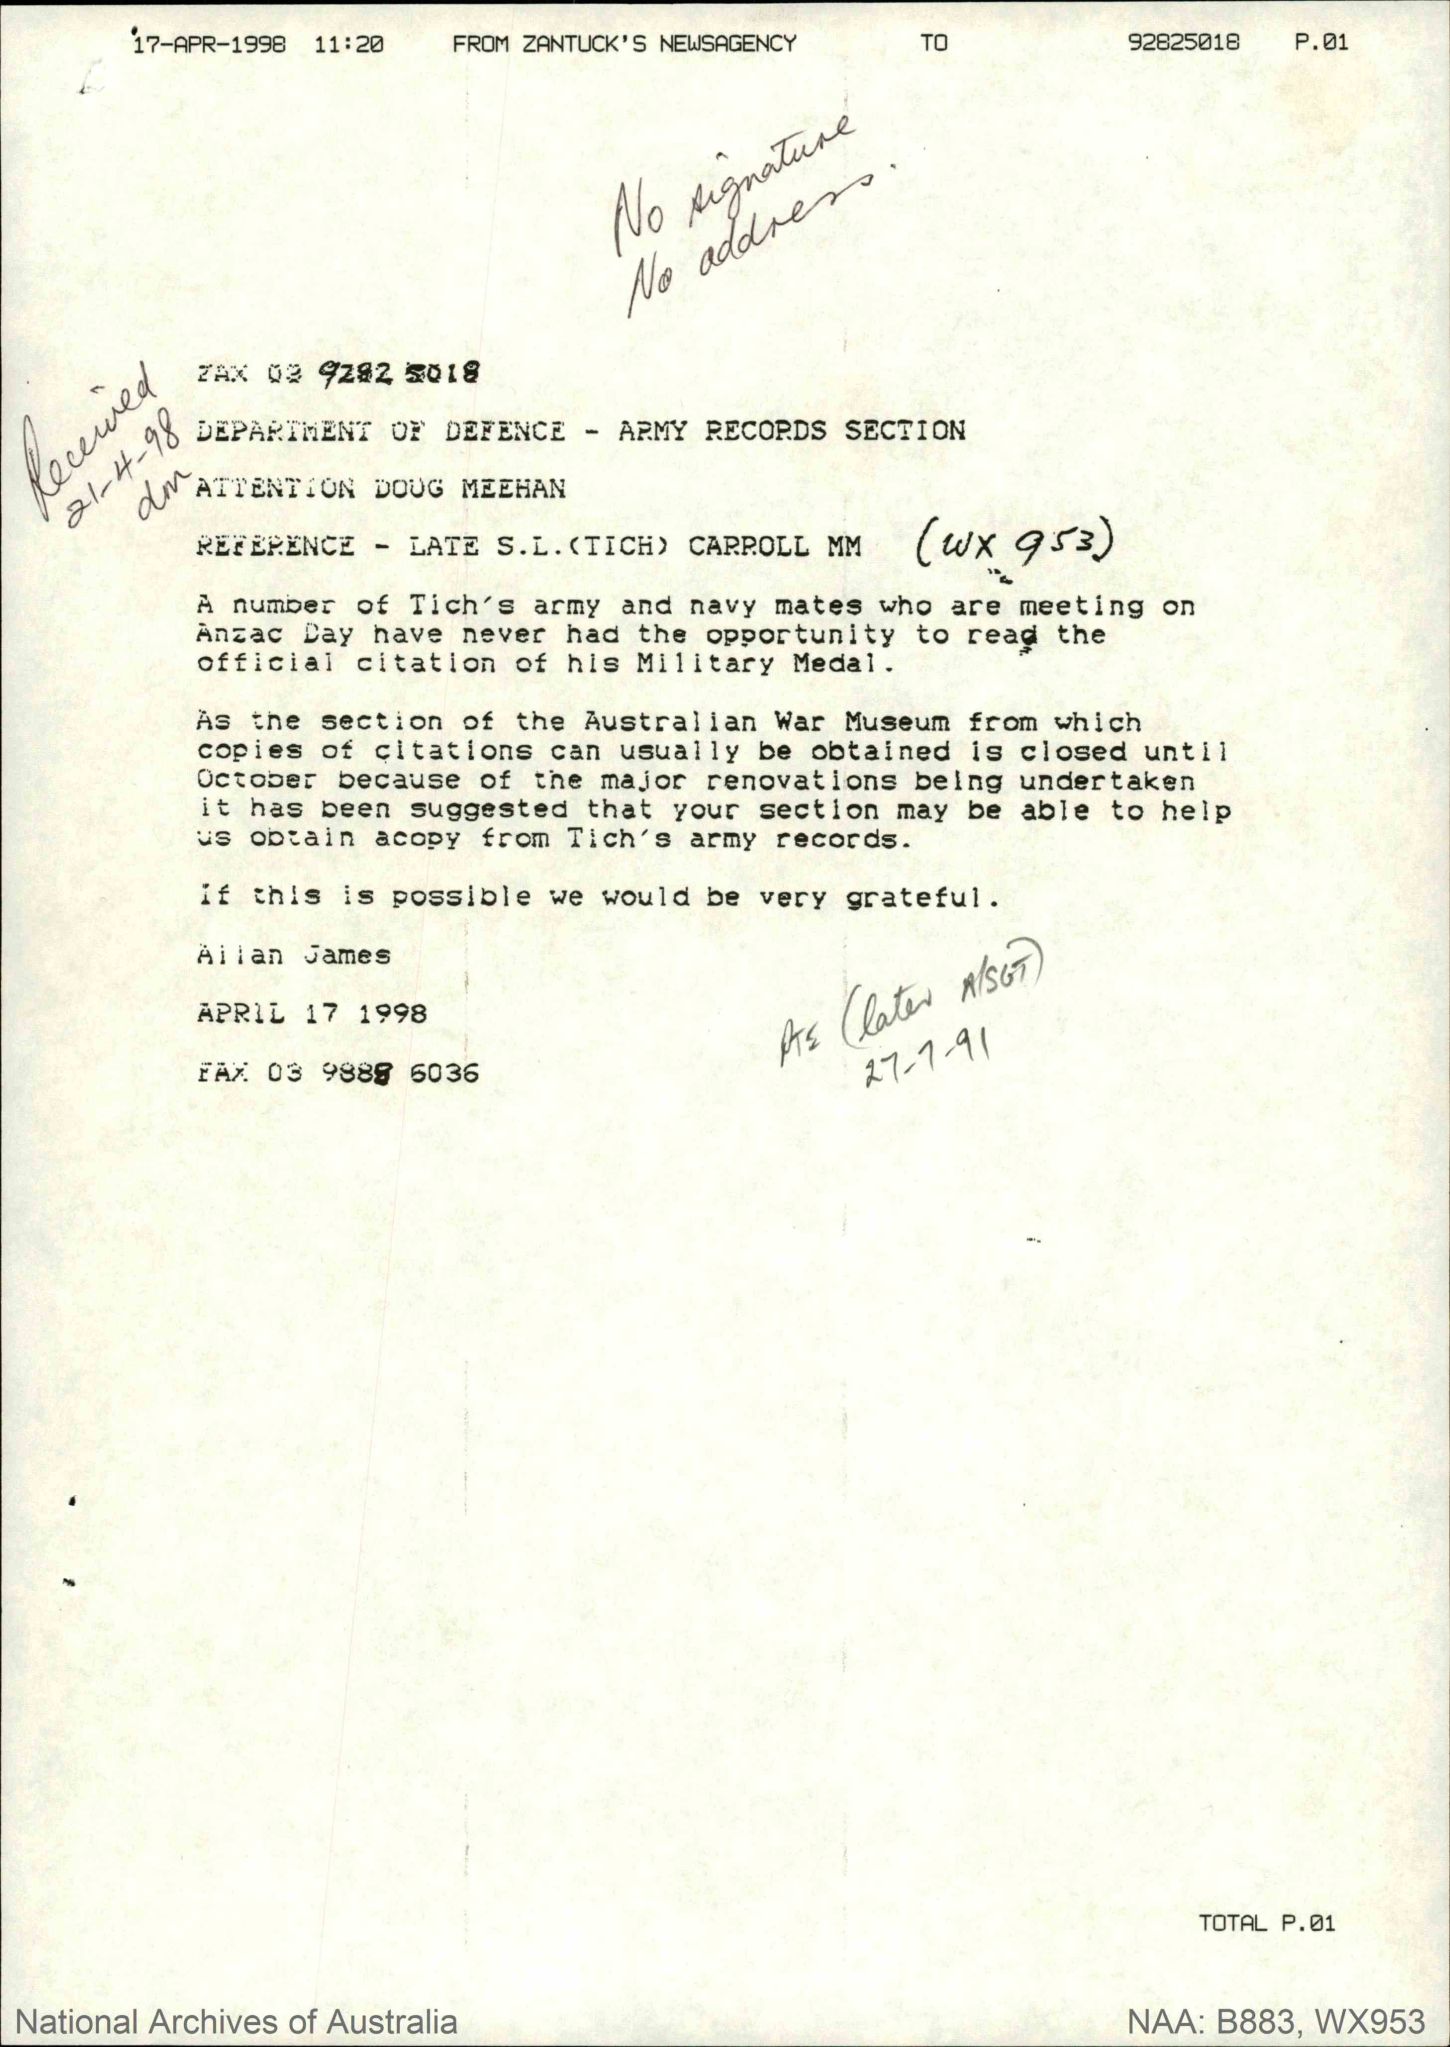 17-APR-1998 11:20 FROM ZANTUCK'S NEWSAGENCY TO 92825018 P.01
No signature
No address.
Received
21-4-98
dm
FAX 03 9282 5018
DEPARTMENT OF DEFENCE - ARMY RECORDS SECTION
ATTENTION DOUG MEEHAN
REFERENCE - LATE S.L.(TICH) CARROLL MM (WX 953)
A number of Tich's army and navy mates who are meeting on
Anzac Day have never had the opportunity to read the
official citation of his Military Medal.
As the section of the Australian War Museum from which
copies of citations can usually be obtained is closed until
October because of the major renovations being undertaken
it has been suggested that your section may be able to help
us obtain acopy from Tich's army records.
If this is possible we would be very grateful.
Allan James
APRIL 17 1998
FAX 03 9888 6036
(later A/SGT)
27-7-91
TOTAL P.01
National Archives of Australia
NAA: B883, WX953